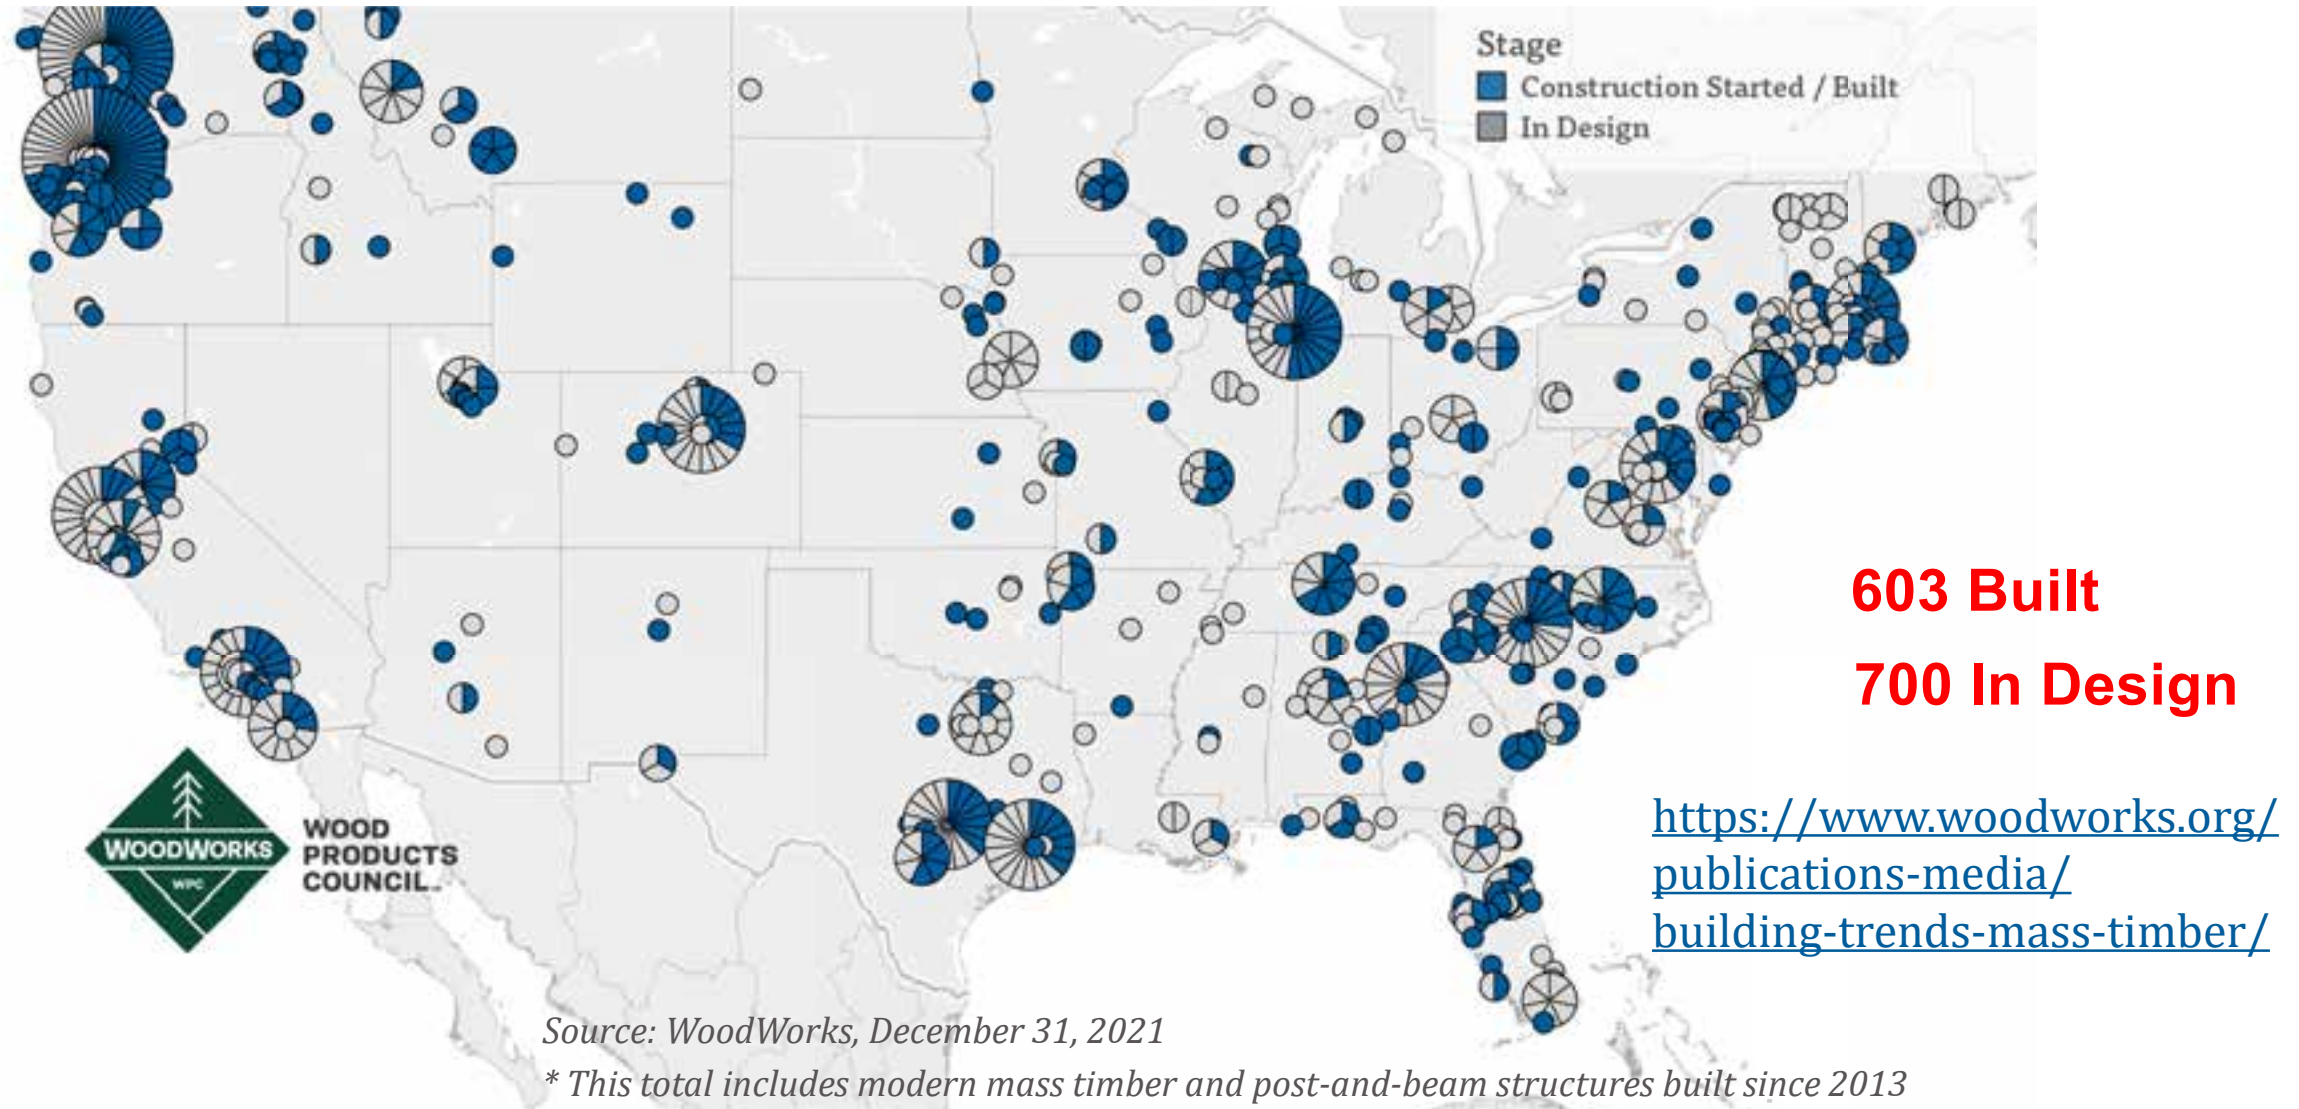 Stage
Construction Started / Built
In Design
603 Built
700 In Design
WOODWORKS
WPC
WOOD
PRODUCTS
COUNCIL™
https://www.woodworks.org/
publications-media/
building-trends-mass-timber/
Source: WoodWorks, December 31, 2021
* This total includes modern mass timber and post-and-beam structures built since 2013